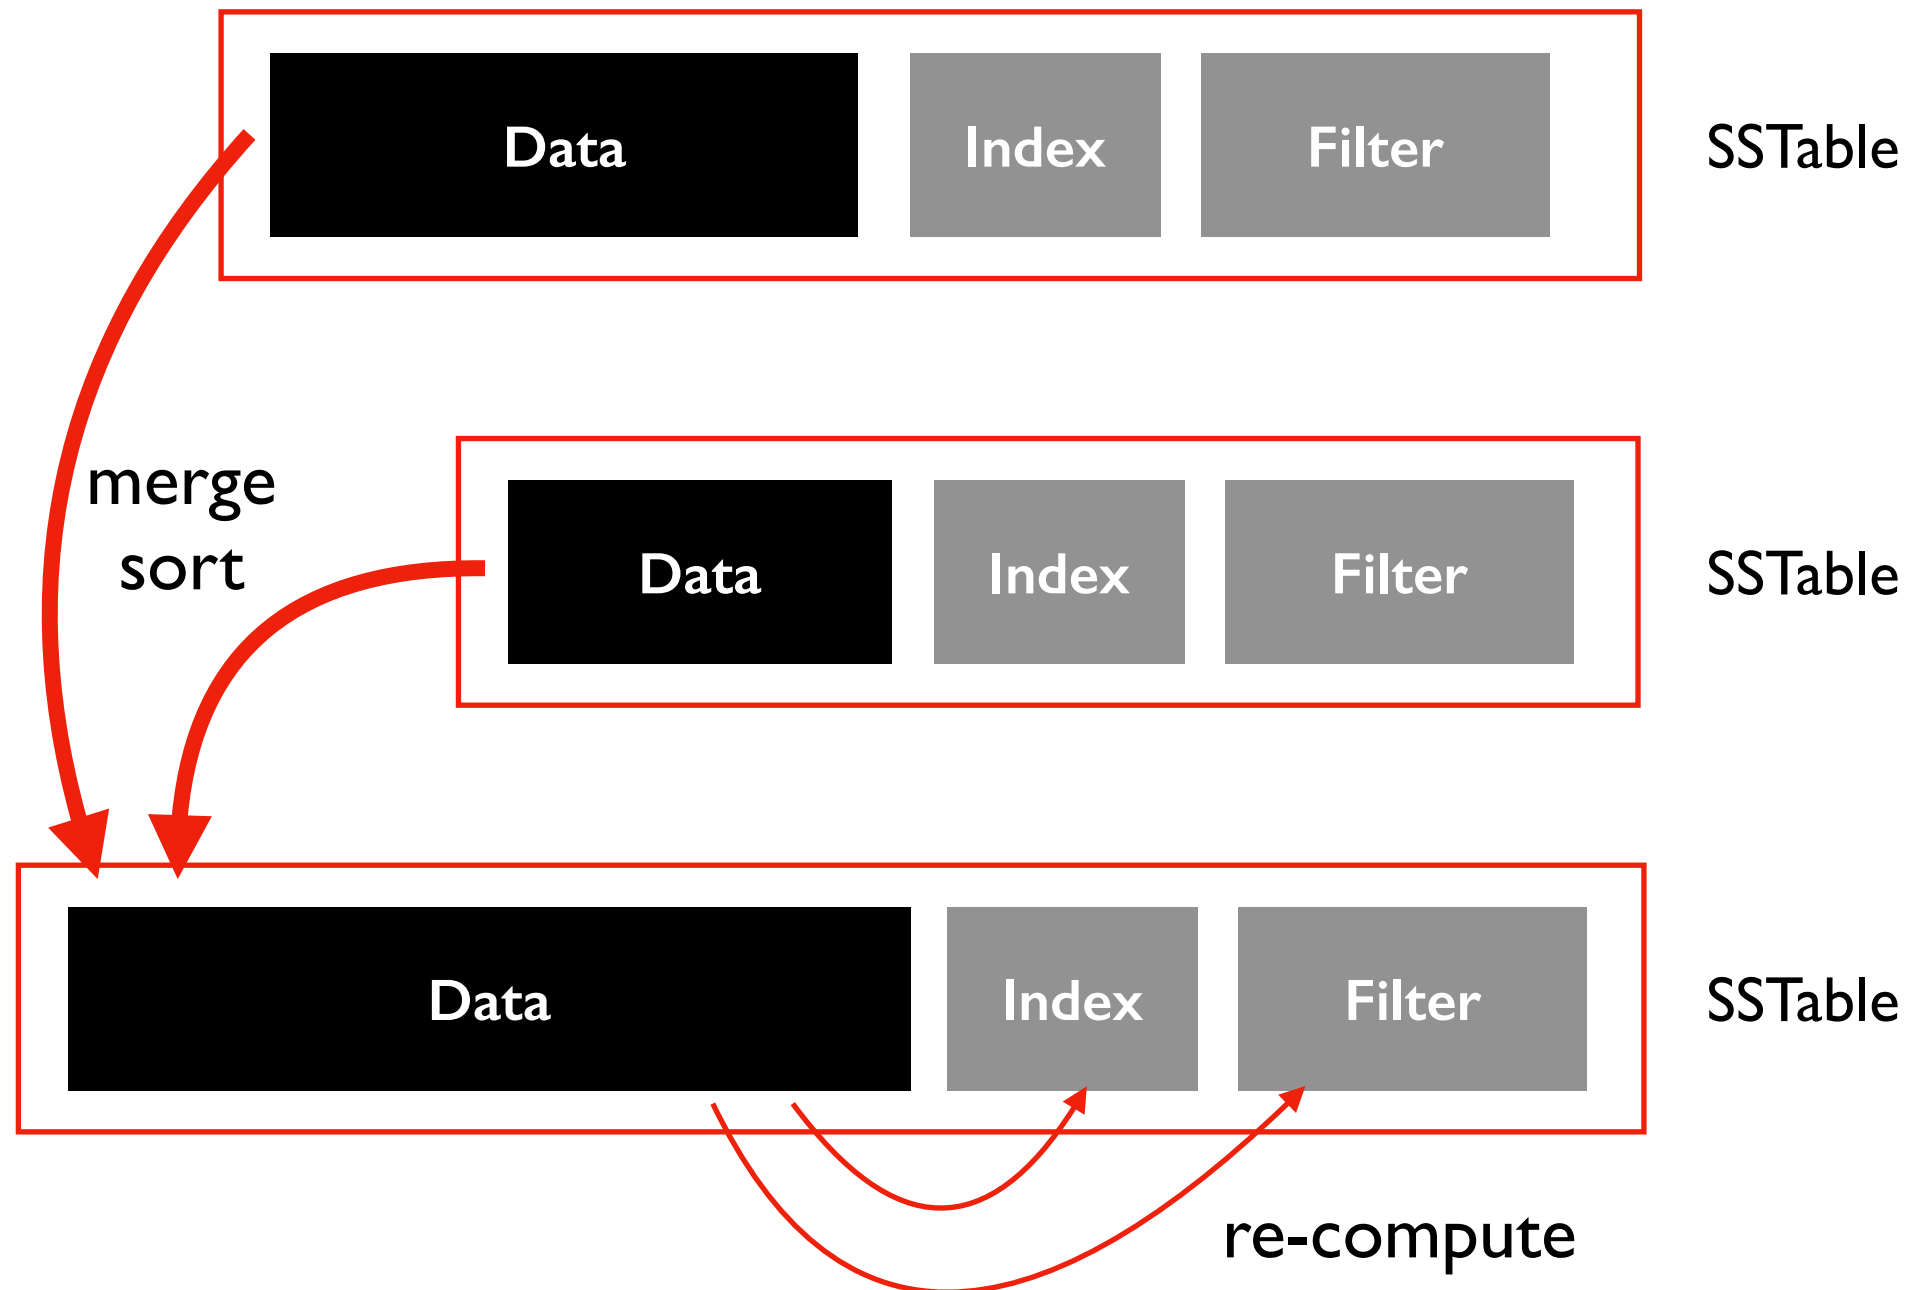 Data Index Filter SSTable
merge
sort
Data Index Filter SSTable
Data Index Filter SSTable
re-compute